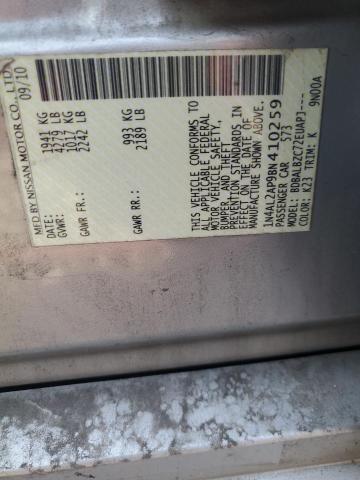 MFD BY NISSAN MOTOR CO., LTD.
09/10
GVWR: 1941 KG
4279 LB
GAWR FR: 1017 KG
2242 LB
GAWR RR: 993 KG
2189 LB
THIS VEHICLE CONFORMS TO
ALL APPLICABLE FEDERAL
MOTOR VEHICLE SAFETY,
BUMPER, AND THEFT
PREVENTION STANDARDS IN
EFFECT ON THE DATE OF
MANUFACTURE SHOWN ABOVE.
1N4AL2AP9BN410259
PASSENGER CAR 573
MODEL: BDBALBZC72EUAPJ---
COLOR: K23 TRIM: K 9N00A